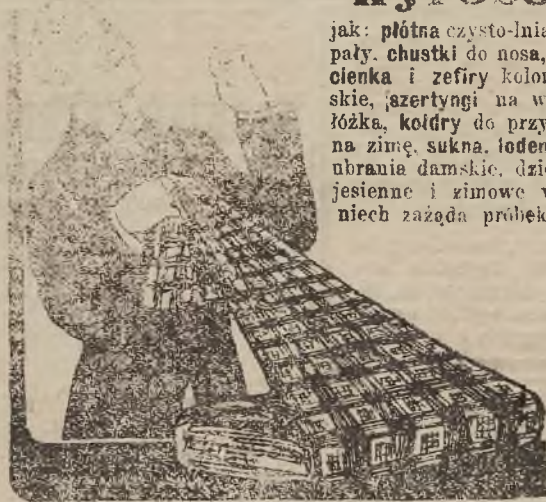 jak: płótna czysto-lnia
pały, chustki do nosa,
cienka i zefiry kolor
skie, szertyngi na w
łóżka, kołdry do przy
na zimę, sukna, loden
ubrania damskie, dzie
jesienne i zimowe w
niech zażąda próbek